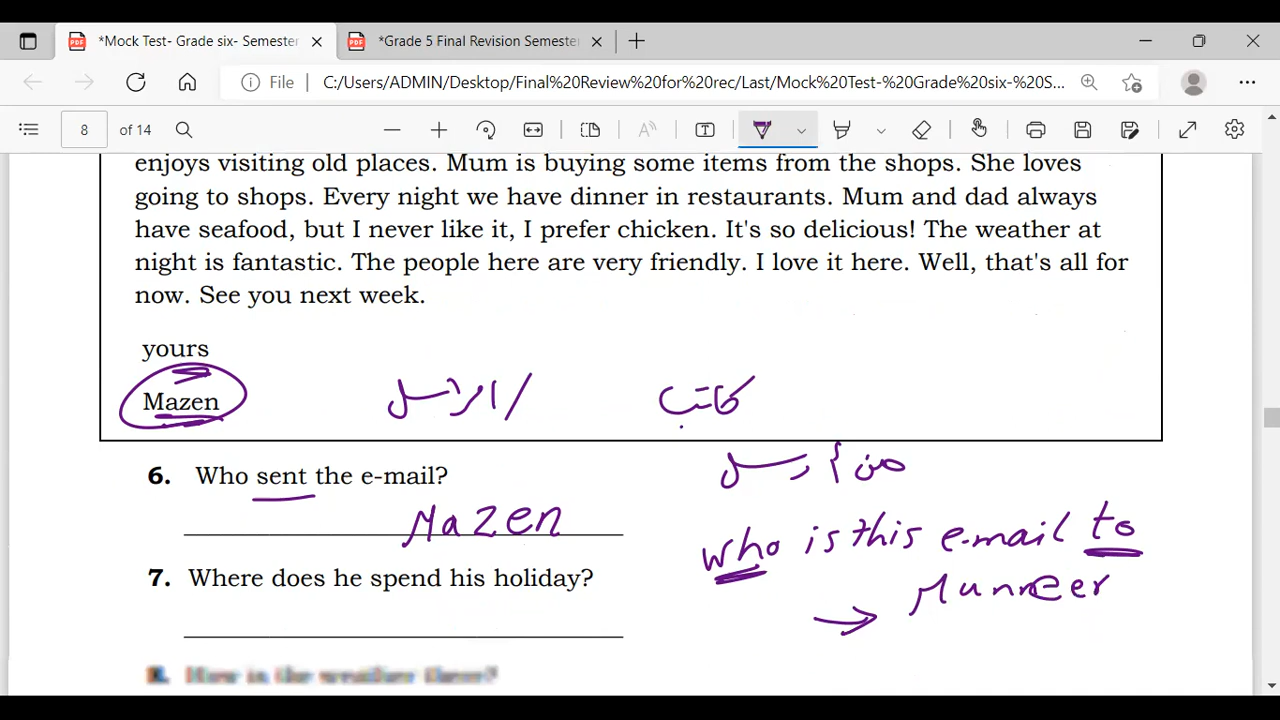 *Mock Test- Grade six- Semester
*Grade 5 Final Revision Semester
File
C:/Users/ADMIN/Desktop/Final%20Review%20for%20rec/Last/Mock%20Test-%20Grade%20six-%20S...
8 of 14
enjoys visiting old places. Mum is buying some items from the shops. She loves
going to shops. Every night we have dinner in restaurants. Mum and dad always
have seafood, but I never like it, I prefer chicken. It's so delicious! The weather at
night is fantastic. The people here are very friendly. I love it here. Well, that's all for
now. See you next week.
yours
Mazen
كاتب
6. Who sent the e-mail?
من أرسل
Mazen
who is this e-mail to
7. Where does he spend his holiday?
Muneer
8. How is the weather there?